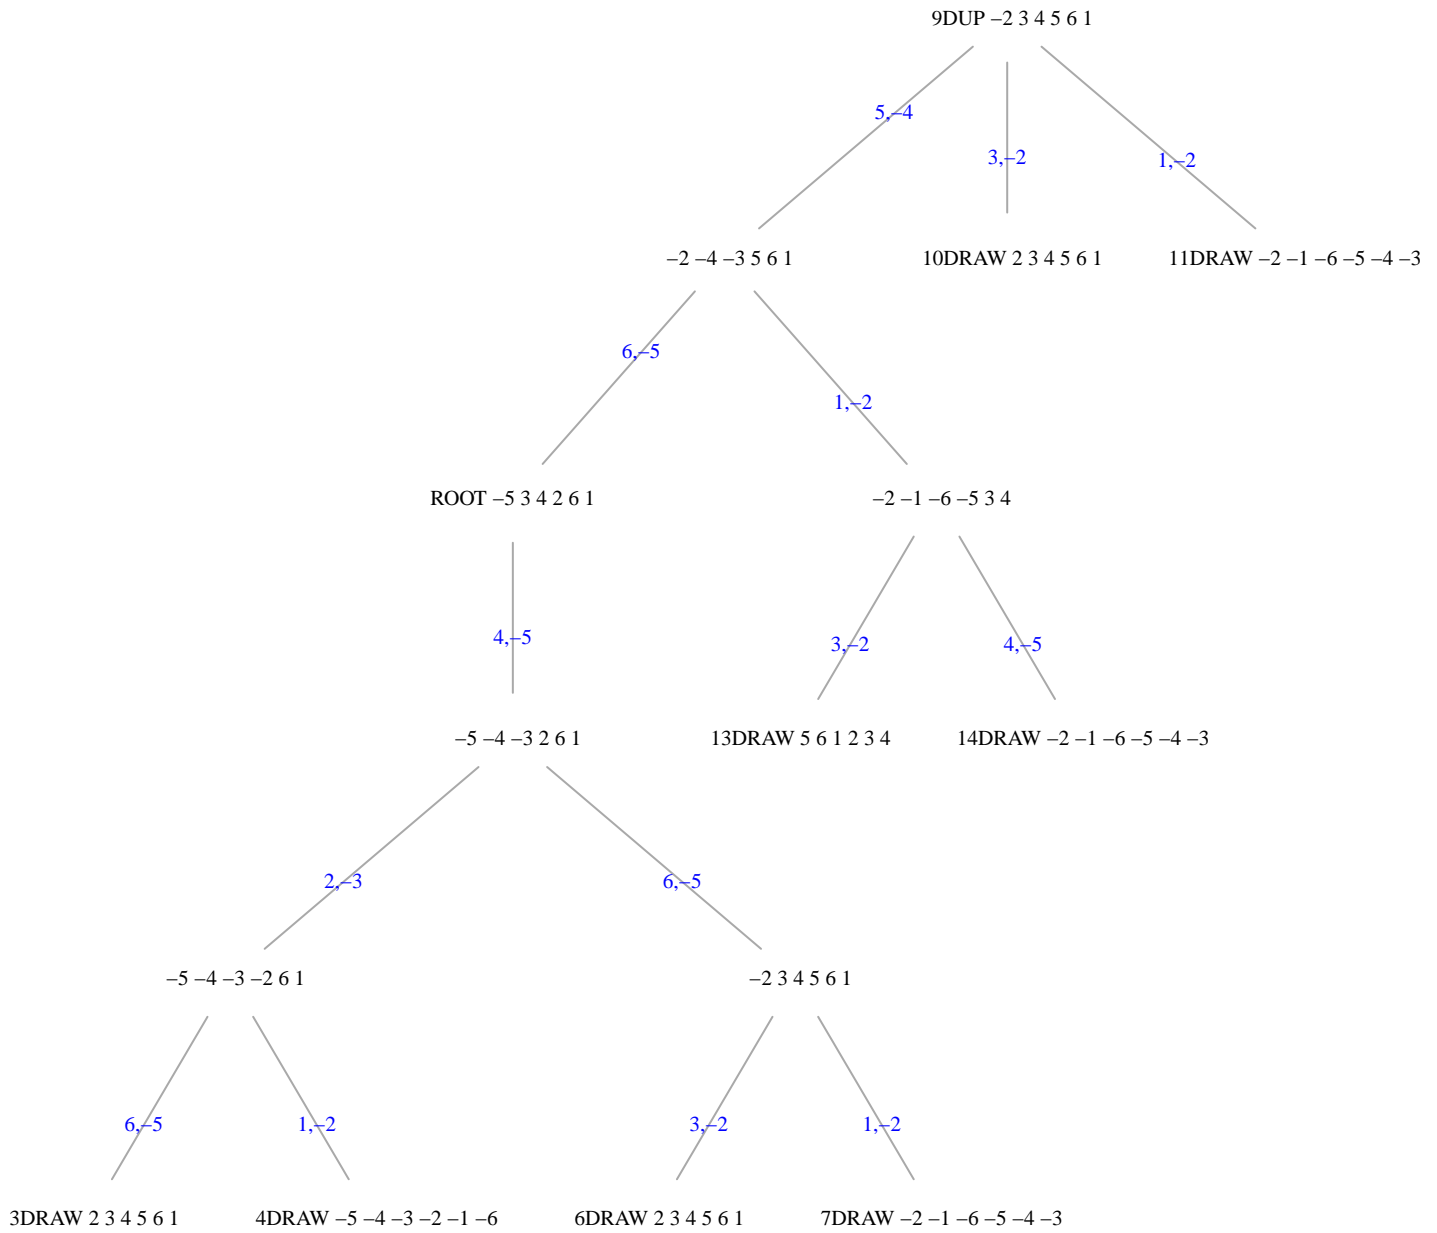 9DUP −2 3 4 5 6 1
5,−4
3,−2
1,−2
−2 −4 −3 5 6 1
10DRAW 2 3 4 5 6 1
11DRAW −2 −1 −6 −5 −4 −3
6,−5
1,−2
ROOT −5 3 4 2 6 1
−2 −1 −6 −5 3 4
4,−5
3,−2
4,−5
−5 −4 −3 2 6 1
13DRAW 5 6 1 2 3 4
14DRAW −2 −1 −6 −5 −4 −3
2,−3
6,−5
−5 −4 −3 −2 6 1
−2 3 4 5 6 1
6,−5
1,−2
3,−2
1,−2
3DRAW 2 3 4 5 6 1
4DRAW −5 −4 −3 −2 −1 −6
6DRAW 2 3 4 5 6 1
7DRAW −2 −1 −6 −5 −4 −3